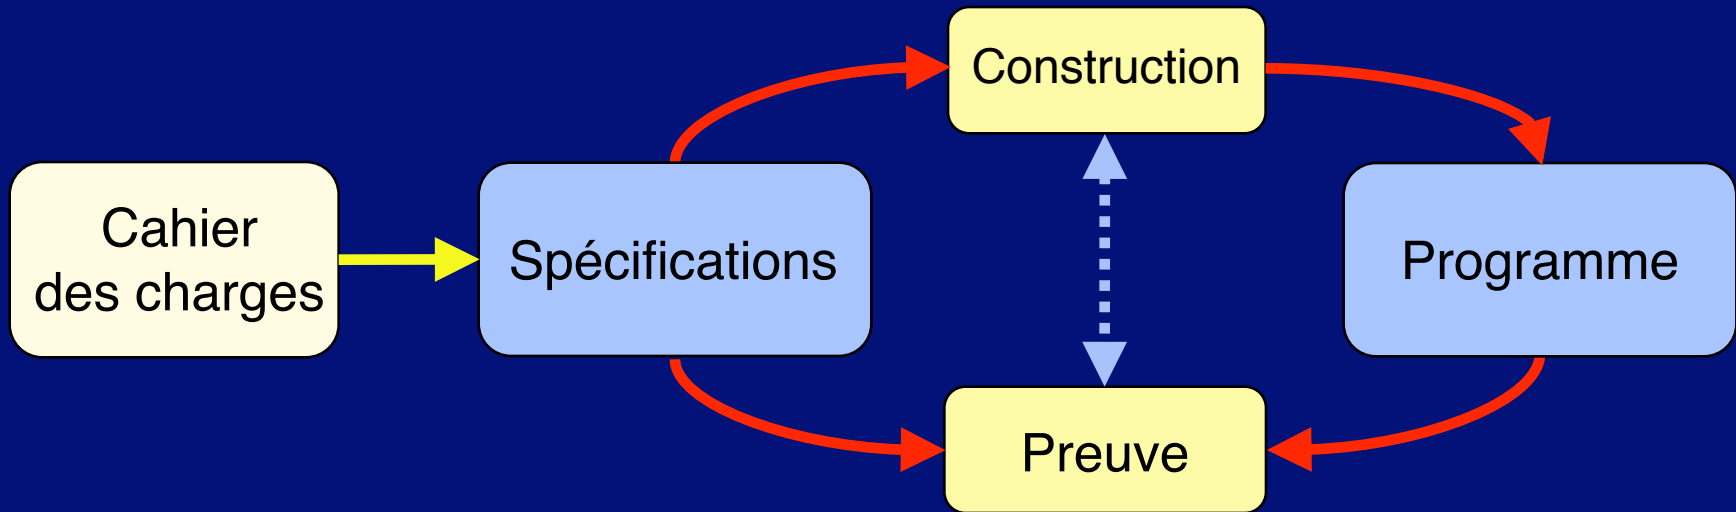 Construction
Cahier
des charges
Spécifications
Programme
Preuve